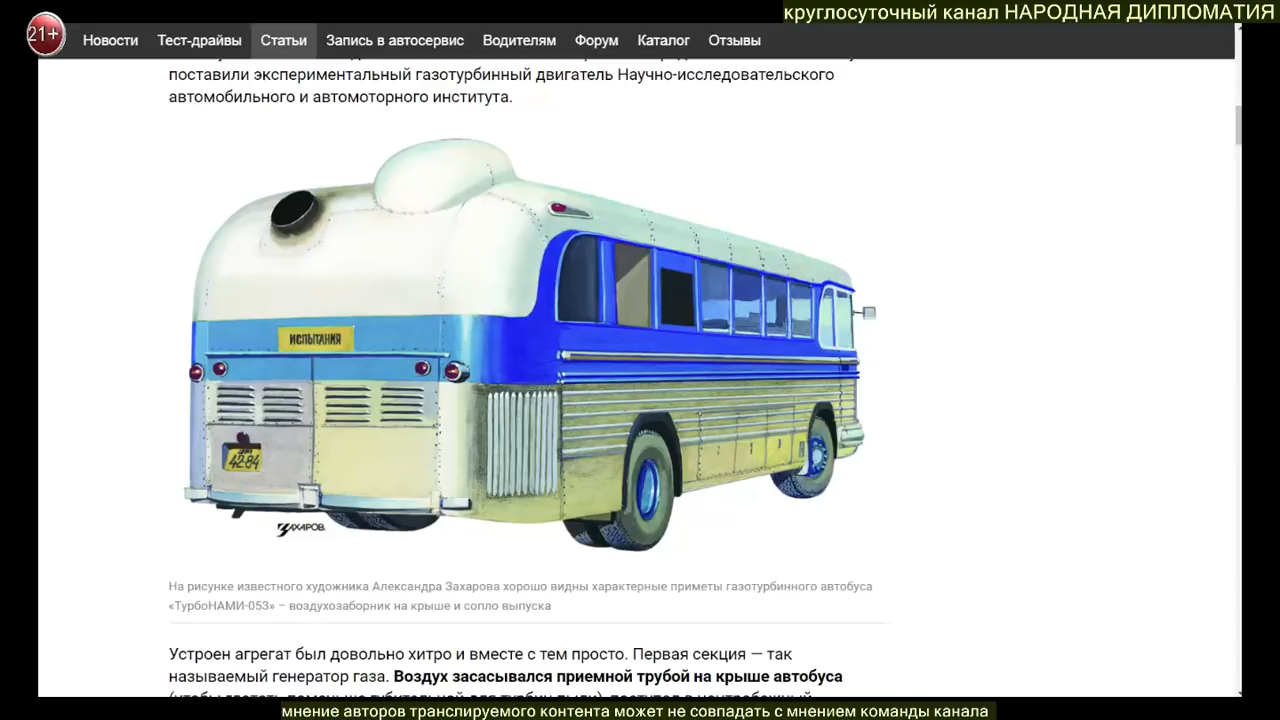 круглосуточный канал НАРОДНАЯ ДИПЛОМАТИЯ
21+
Новости Тест-драйвы Статьи Запись в автосервис Водителям Форум Каталог Отзывы
поставили экспериментальный газотурбинный двигатель Научно-исследовательского
автомобильного и автомоторного института.
ИСПЫТАНИЯ
42-84
ЗАХАРОВ.
На рисунке известного художника Александра Захарова хорошо видны характерные приметы газотурбинного автобуса
«ТурбоНАМИ-053» – воздухозаборник на крыше и сопло выпуска
Устроен агрегат был довольно хитро и вместе с тем просто. Первая секция — так
называемый генератор газа. Воздух засасывался приемной трубой на крыше автобуса
мнение авторов транслируемого контента может не совпадать с мнением команды канала